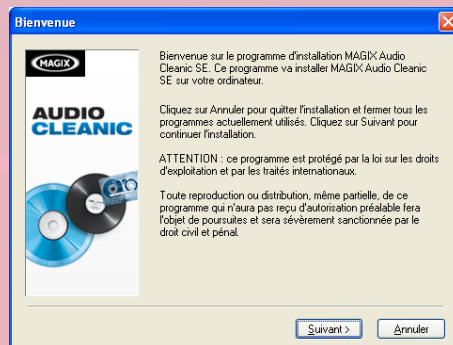 Bienvenue
MAGIX
AUDIO
CLEANIC
Bienvenue sur le programme d'installation MAGIX Audio
Cleanic SE. Ce programme va installer MAGIX Audio Cleanic
SE sur votre ordinateur.
Cliquez sur Annuler pour quitter l'installation et fermer tous les
programmes actuellement utilisés. Cliquez sur Suivant pour
continuer l'installation.
ATTENTION : ce programme est protégé par la loi sur les droits
d'exploitation et par les traités internationaux.
Toute reproduction ou distribution, même partielle, de ce
programme qui n'aura pas reçu d'autorisation préalable fera
l'objet de poursuites et sera sévèrement sanctionnée par le
droit civil et pénal.
Suivant >
Annuler